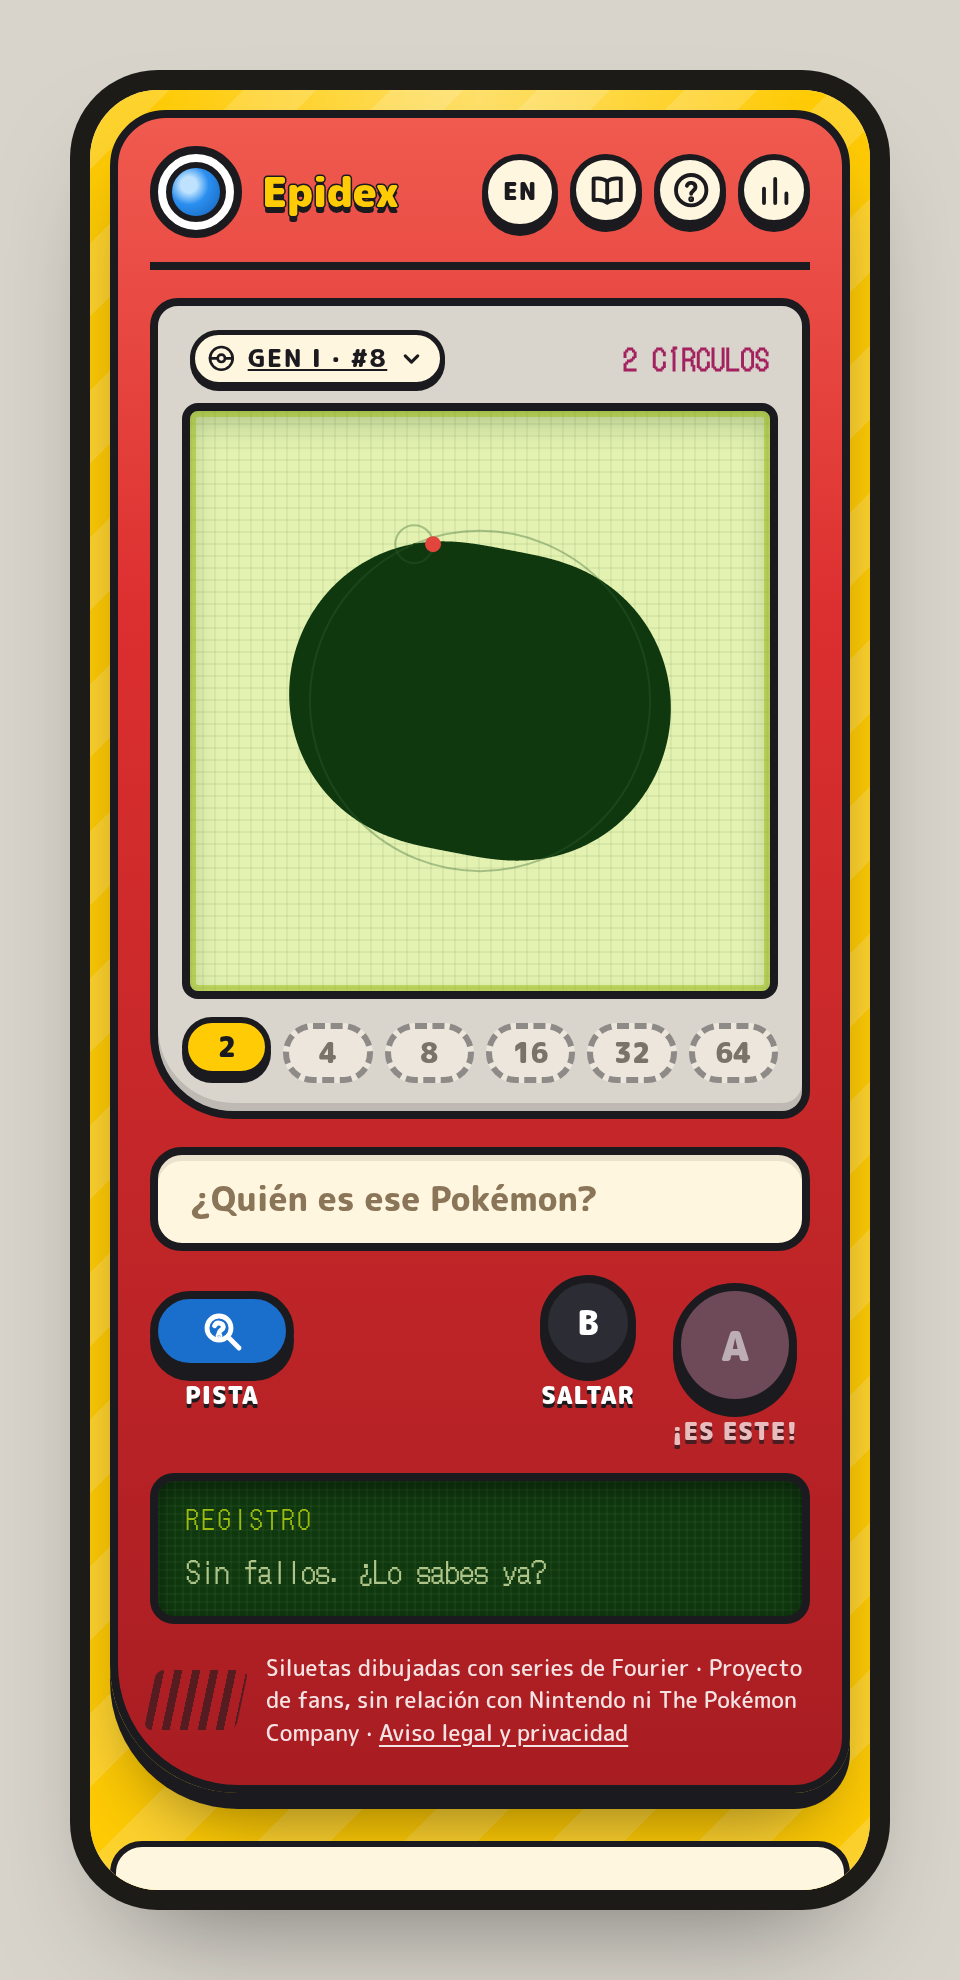 Epidex
EN
GEN I · #8
2 CÍRCULOS
2
4
8
16
32
64
¿Quién es ese Pokémon?
B
A
PISTA
SALTAR
¡ES ESTE!
REGISTRO
Sin fallos. ¿Lo sabes ya?
Siluetas dibujadas con series de Fourier · Proyecto
de fans, sin relación con Nintendo ni The Pokémon
Company · Aviso legal y privacidad